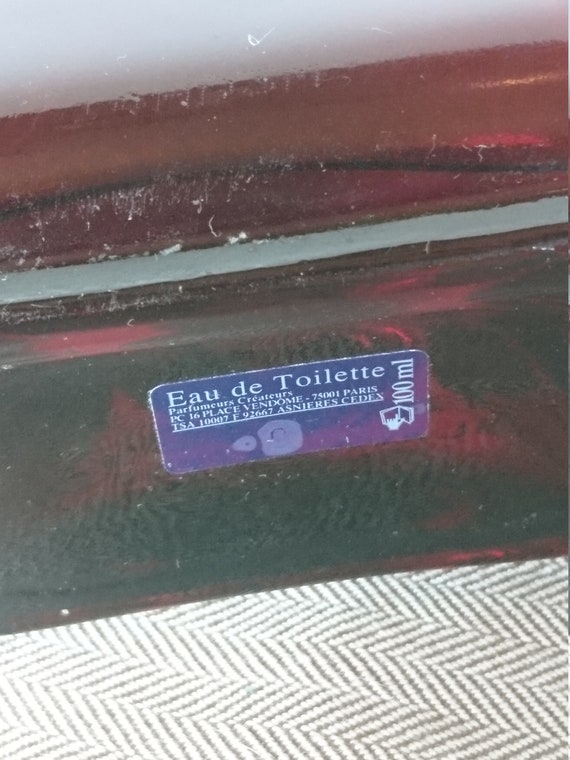 Eau de Toilette
Parfumeurs Créateurs
PC 16 PLACE VENDOME - 75001 PARIS
TSA 10007 F 92667 ASNIERES CEDEX
100 ml